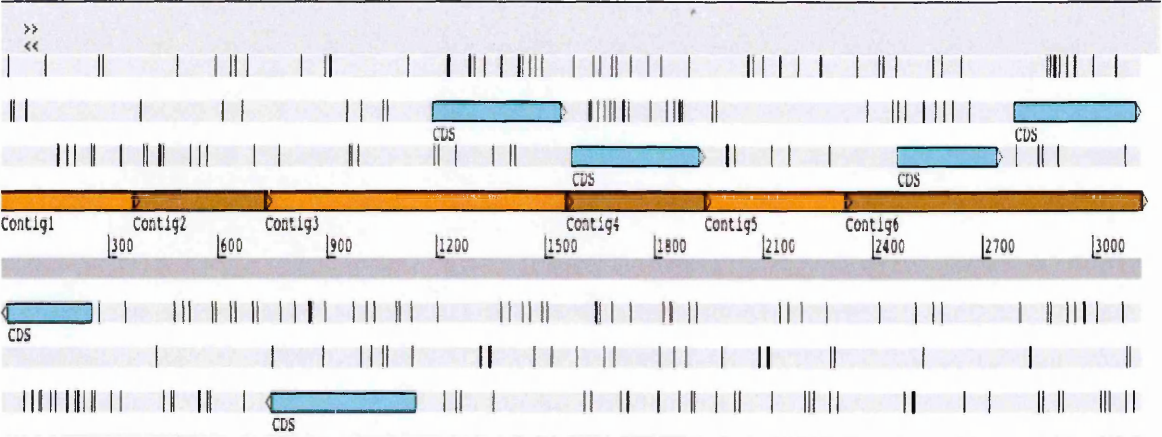 >>
<<
CDS CDS
CDS CDS
Contig1 Contig2 Contig3 Contig4 Contig5 Contig6
300 600 900 1200 1500 1800 2100 2400 2700 3000
CDS
CDS